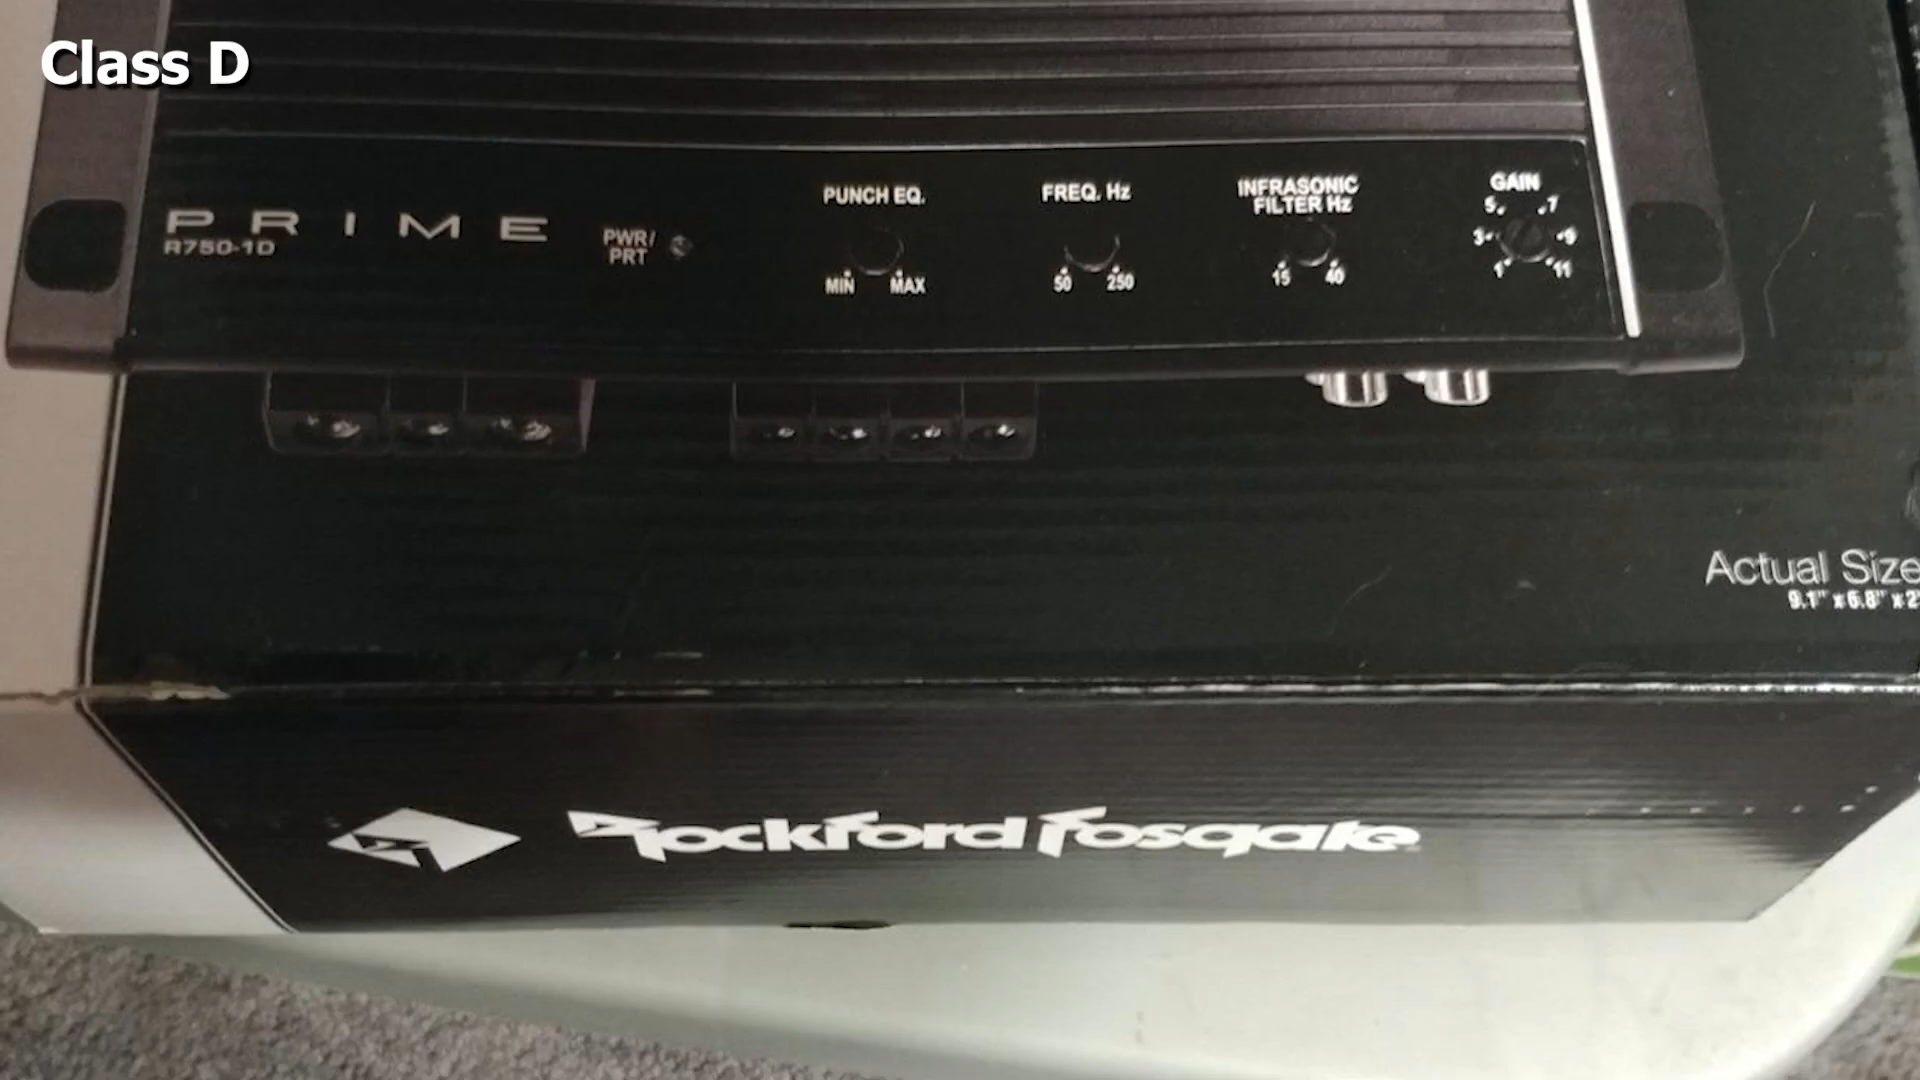 Class D
PRIME
R750-1D
PWR/
PRT
PUNCH EQ.
MIN MAX
FREQ. Hz
50 250
INFRASONIC
FILTER Hz
15 40
GAIN
5 7
3 9
1 11
Actual Size
9.1" x 6.8" x 2"
Rockford Fosgate